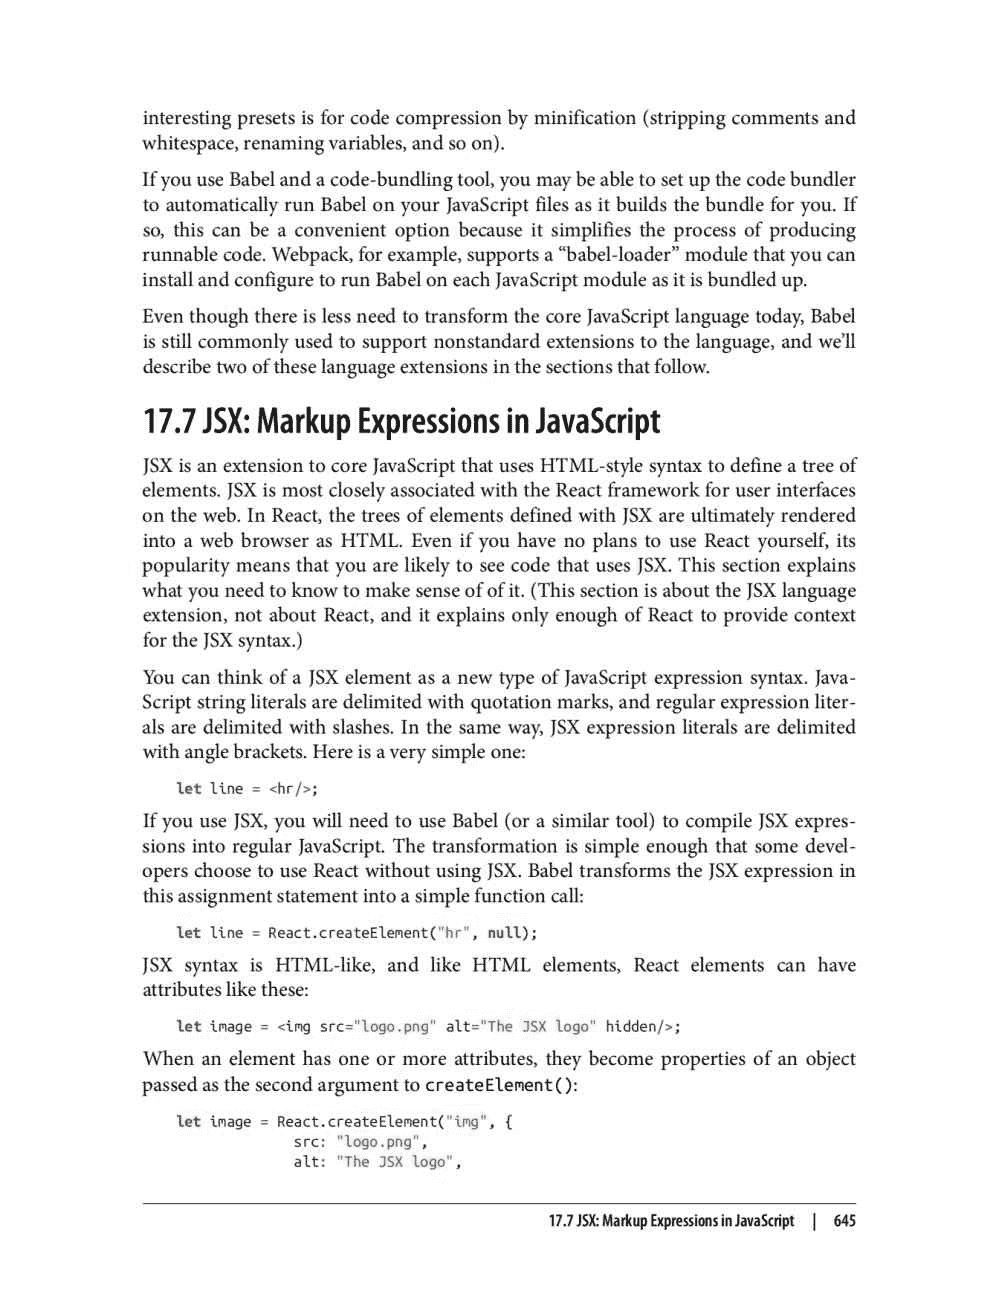 interesting presets is for code compression by minification (stripping comments and
whitespace, renaming variables, and so on).
If you use Babel and a code-bundling tool, you may be able to set up the code bundler
to automatically run Babel on your JavaScript files as it builds the bundle for you. If
so, this can be a convenient option because it simplifies the process of producing
runnable code. Webpack, for example, supports a “babel-loader” module that you can
install and configure to run Babel on each JavaScript module as it is bundled up.
Even though there is less need to transform the core JavaScript language today, Babel
is still commonly used to support nonstandard extensions to the language, and we’ll
describe two of these language extensions in the sections that follow.
17.7 JSX: Markup Expressions in JavaScript
JSX is an extension to core JavaScript that uses HTML-style syntax to define a tree of
elements. JSX is most closely associated with the React framework for user interfaces
on the web. In React, the trees of elements defined with JSX are ultimately rendered
into a web browser as HTML. Even if you have no plans to use React yourself, its
popularity means that you are likely to see code that uses JSX. This section explains
what you need to know to make sense of of it. (This section is about the JSX language
extension, not about React, and it explains only enough of React to provide context
for the JSX syntax.)
You can think of a JSX element as a new type of JavaScript expression syntax. Java-
Script string literals are delimited with quotation marks, and regular expression liter-
als are delimited with slashes. In the same way, JSX expression literals are delimited
with angle brackets. Here is a very simple one:
let line = <hr/>;
If you use JSX, you will need to use Babel (or a similar tool) to compile JSX expres-
sions into regular JavaScript. The transformation is simple enough that some devel-
opers choose to use React without using JSX. Babel transforms the JSX expression in
this assignment statement into a simple function call:
let line = React.createElement("hr", null);
JSX syntax is HTML-like, and like HTML elements, React elements can have
attributes like these:
let image = <img src="logo.png" alt="The JSX logo" hidden/>;
When an element has one or more attributes, they become properties of an object
passed as the second argument to createElement():
let image = React.createElement("img", {
src: "logo.png",
alt: "The JSX logo",
17.7 JSX: Markup Expressions in JavaScript | 645